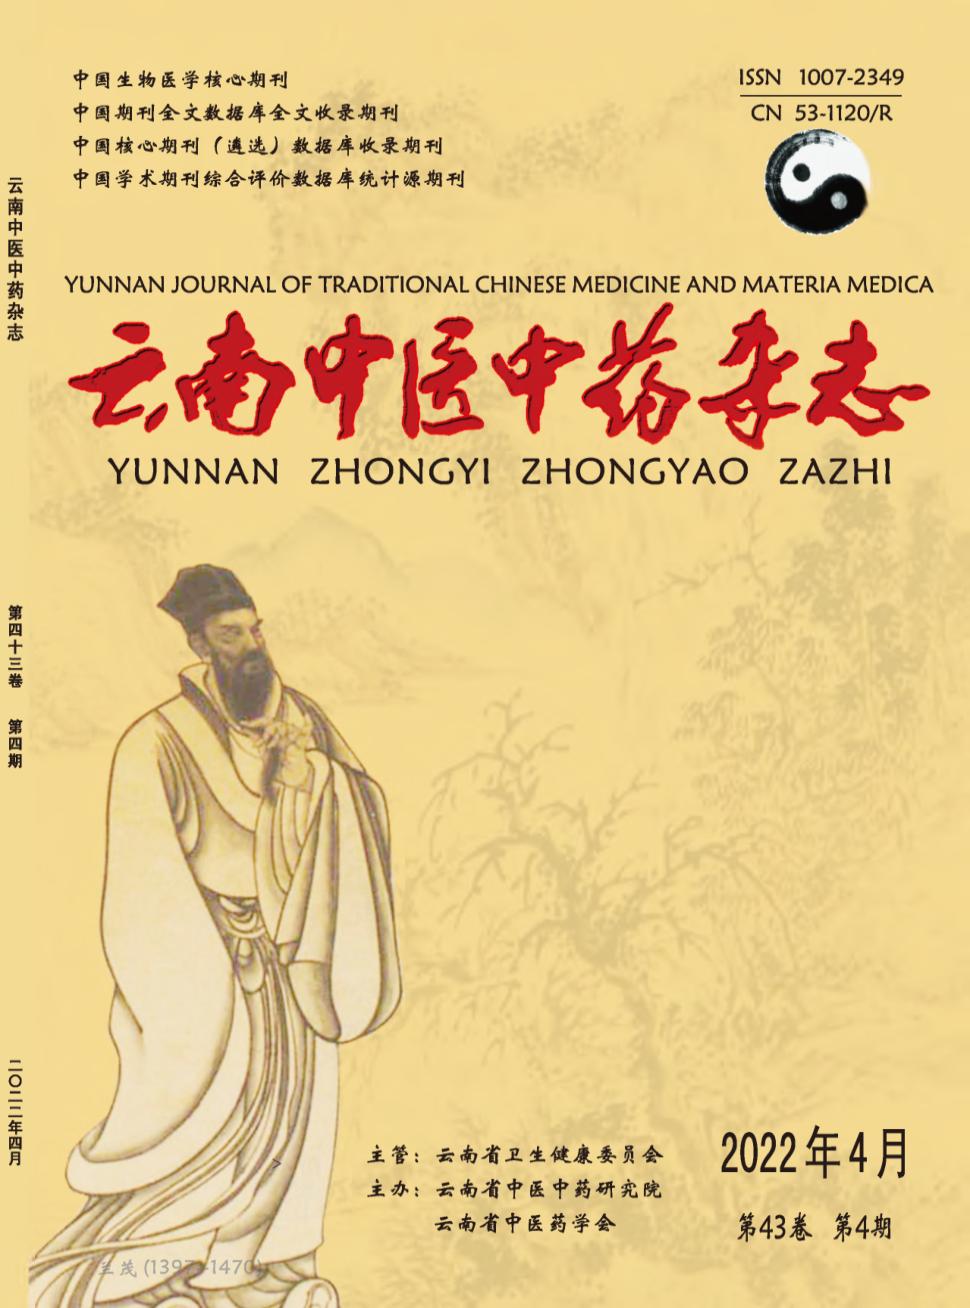 中国生物医学核心期刊
中国期刊全文数据库全文收录期刊
中国核心期刊（遴选）数据库收录期刊
中国学术期刊综合评价数据库统计源期刊
ISSN 1007-2349
CN 53-1120/R
云南中医中药杂志
第四十三卷 第四期
二〇二二年四月
YUNNAN JOURNAL OF TRADITIONAL CHINESE MEDICINE AND MATERIA MEDICA
云南中医中药杂志
YUNNAN ZHONGYI ZHONGYAO ZAZHI
主管：云南省卫生健康委员会
主办：云南省中医中药研究院
云南省中医药学会
2022年4月
第43卷 第4期
兰茂 (1397-1470)